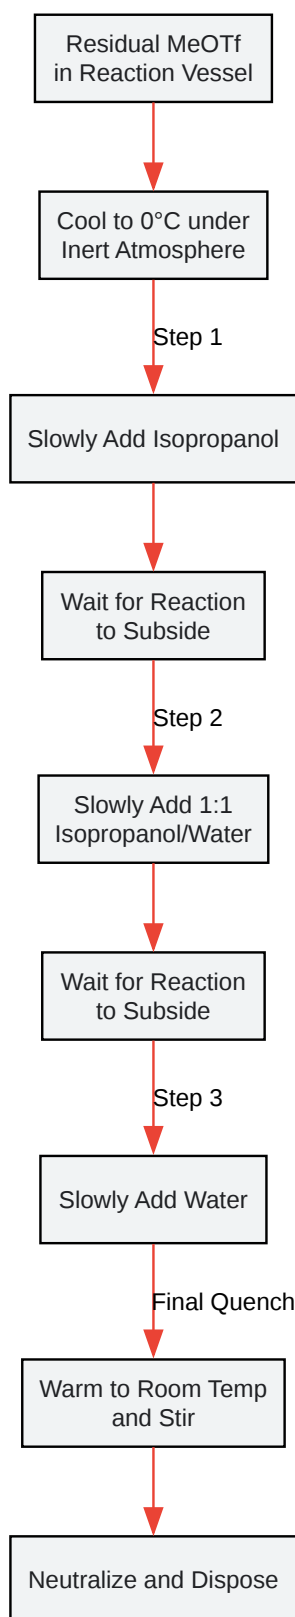 Residual MeOTf
in Reaction Vessel
Cool to 0°C under
Inert Atmosphere
Step 1
Slowly Add Isopropanol
Wait for Reaction
to Subside
Step 2
Slowly Add 1:1
Isopropanol/Water
Wait for Reaction
to Subside
Step 3
Slowly Add Water
Final Quench
Warm to Room Temp
and Stir
Neutralize and Dispose